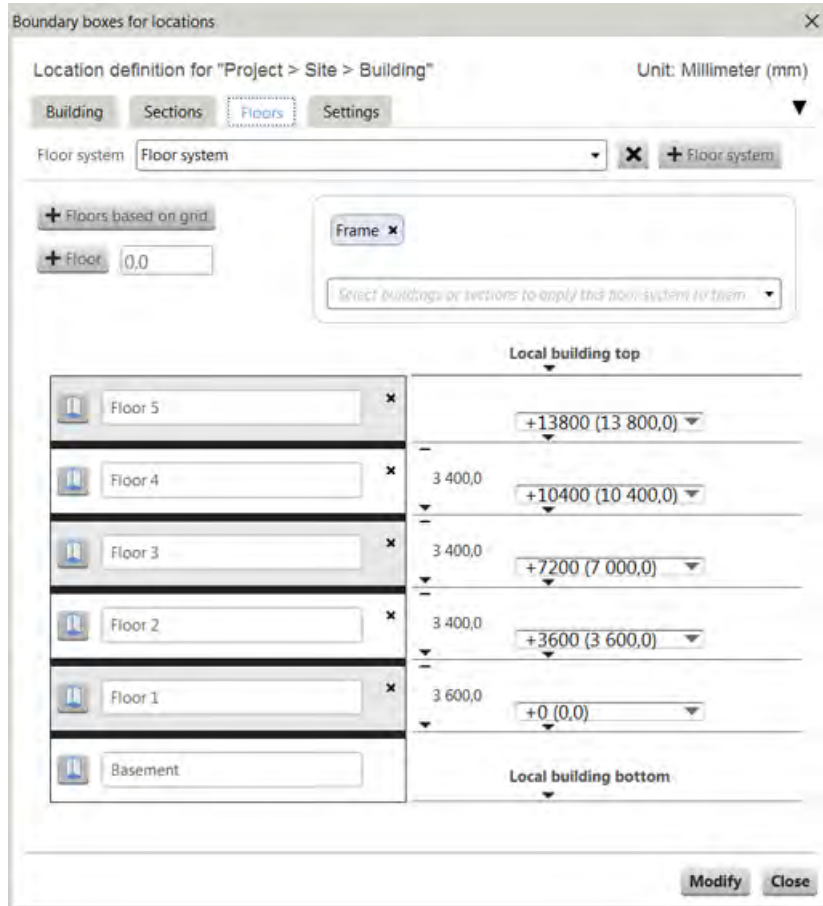 Boundary boxes for locations
Location definition for "Project > Site > Building" Unit: Millimeter (mm)
Building Sections Floors Settings
Floor system Floor system + Floor system
+ Floors based on grid
Frame ×
+ Floor 0,0
Select buildings or sections to apply this floor system to them
Local building top
Floor 5 × +13800 (13 800,0)
Floor 4 × 3 400,0 +10400 (10 400,0)
Floor 3 × 3 400,0 +7200 (7 000,0)
Floor 2 × 3 400,0 +3600 (3 600,0)
Floor 1 × 3 600,0 +0 (0,0)
Basement Local building bottom
Modify Close